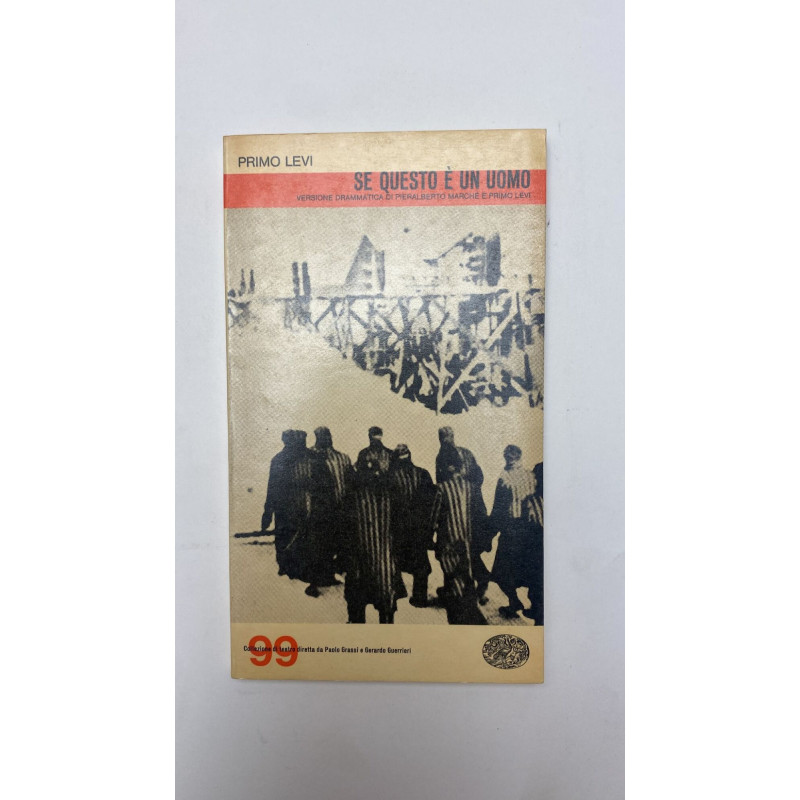 PRIMO LEVI
SE QUESTO È UN UOMO
VERSIONE DRAMMATICA DI PIERALBERTO MARCHÉ E PRIMO LEVI
99
Collezione di teatro diretta da Paolo Grassi e Gerardo Guerrieri